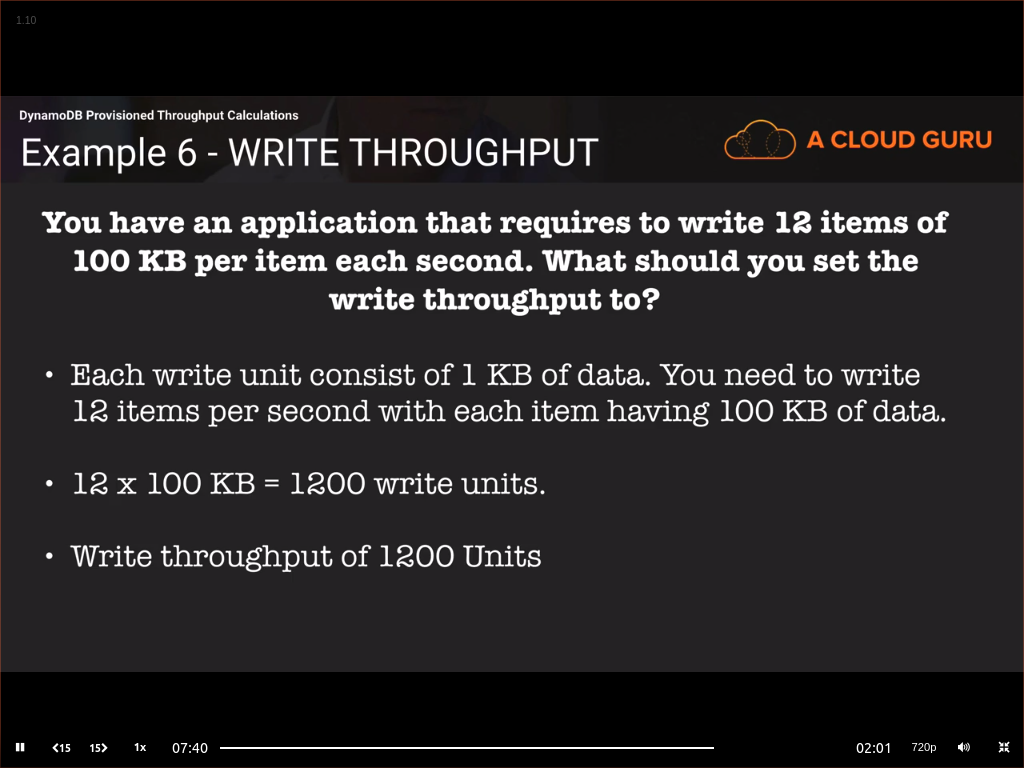 1.10
DynamoDB Provisioned Throughput Calculations
Example 6 - WRITE THROUGHPUT
A CLOUD GURU
You have an application that requires to write 12 items of
100 KB per item each second. What should you set the
write throughput to?
• Each write unit consist of 1 KB of data. You need to write
12 items per second with each item having 100 KB of data.
• 12 x 100 KB = 1200 write units.
• Write throughput of 1200 Units
15 15 1x 07:40 02:01 720p